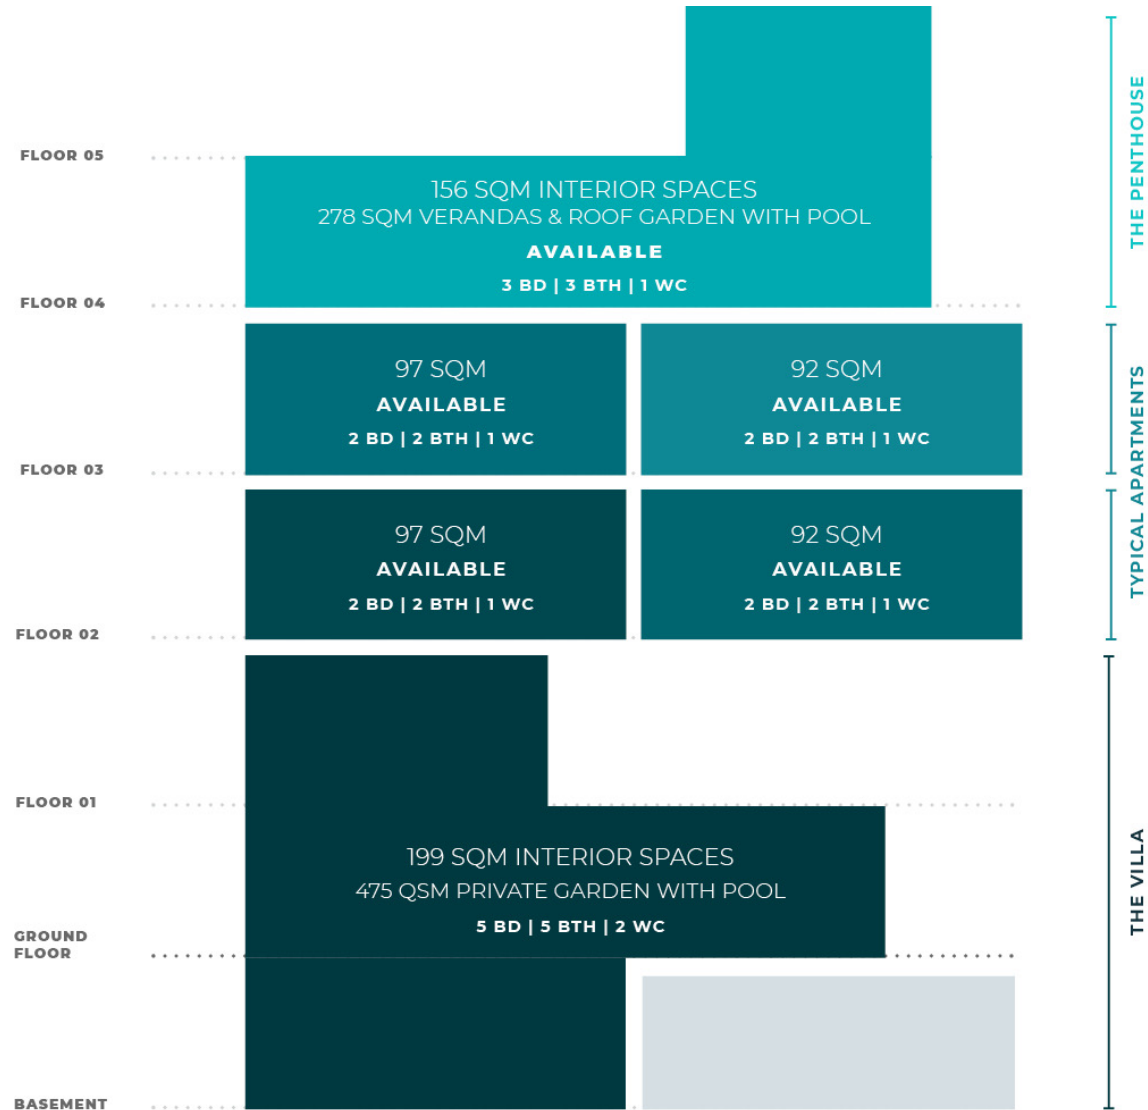 FLOOR 05
156 SQM INTERIOR SPACES
278 SQM VERANDAS & ROOF GARDEN WITH POOL
AVAILABLE
3 BD | 3 BTH | 1 WC
FLOOR 04
THE PENTHOUSE
97 SQM
AVAILABLE
2 BD | 2 BTH | 1 WC
92 SQM
AVAILABLE
2 BD | 2 BTH | 1 WC
FLOOR 03
97 SQM
AVAILABLE
2 BD | 2 BTH | 1 WC
92 SQM
AVAILABLE
2 BD | 2 BTH | 1 WC
FLOOR 02
TYPICAL APARTMENTS
FLOOR 01
199 SQM INTERIOR SPACES
475 QSM PRIVATE GARDEN WITH POOL
5 BD | 5 BTH | 2 WC
GROUND
FLOOR
BASEMENT
THE VILLA